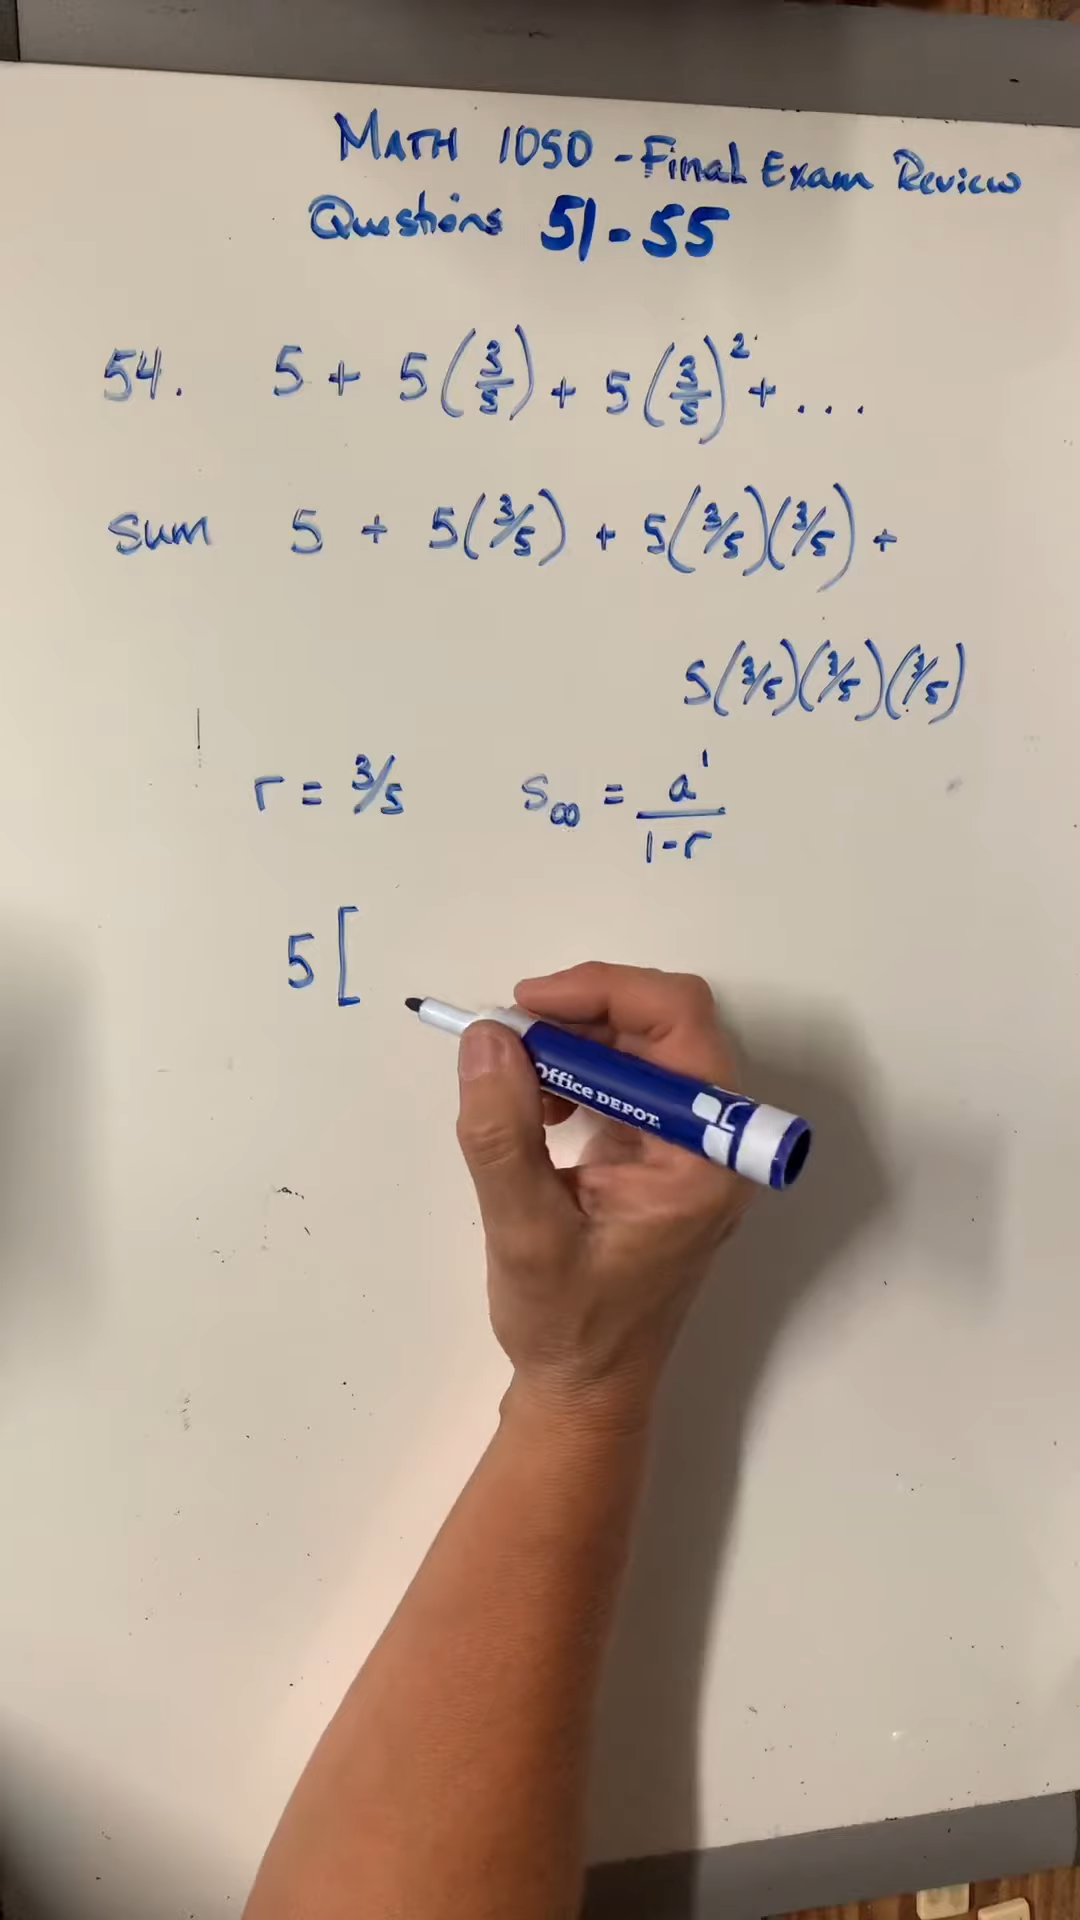 MATH 1050 - Final Exam Review
Questions 51-55
54. 5 + 5(3/5) + 5(3/5)² + ...
Sum 5 + 5(3/5) + 5(3/5)(3/5) +
5(3/5)(3/5)(3/5)
r = 3/5 S∞ = a¹/(1-r)
5[
Office DEPOT.